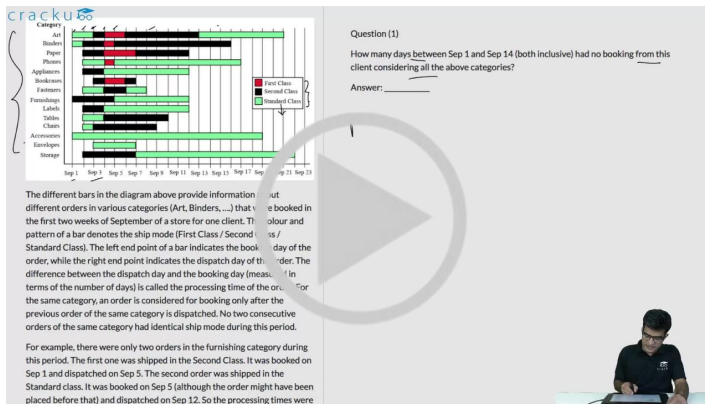 cracku
Category
Art
Binders
Paper
Phones
Appliances
Bookcases
Fasteners
Furnishings
Labels
Tables
Chairs
Accessories
Envelopes
Storage
First Class
Second Class
Standard Class
Sep 1 Sep 3 Sep 5 Sep 7 Sep 9 Sep 11 Sep 13 Sep 15 Sep 17 Sep 21 Sep 23
The different bars in the diagram above provide information
different orders in various categories (Art, Binders, ....) that were booked in
the first two weeks of September of a store for one client. The colour and
pattern of a bar denotes the ship mode (First Class / Second Class /
Standard Class). The left end point of a bar indicates the booking day of the
order, while the right end point indicates the dispatch day of the order. The
difference between the dispatch day and the booking day (measured in
terms of the number of days) is called the processing time of the order. For
the same category, an order is considered for booking only after the
previous order of the same category is dispatched. No two consecutive
orders of the same category had identical ship mode during this period.
For example, there were only two orders in the furnishing category during
this period. The first one was shipped in the Second Class. It was booked on
Sep 1 and dispatched on Sep 5. The second order was shipped in the
Standard class. It was booked on Sep 5 (although the order might have been
placed before that) and dispatched on Sep 12. So the processing times were
Question (1)
How many days between Sep 1 and Sep 14 (both inclusive) had no booking from this
client considering all the above categories?
Answer: __________